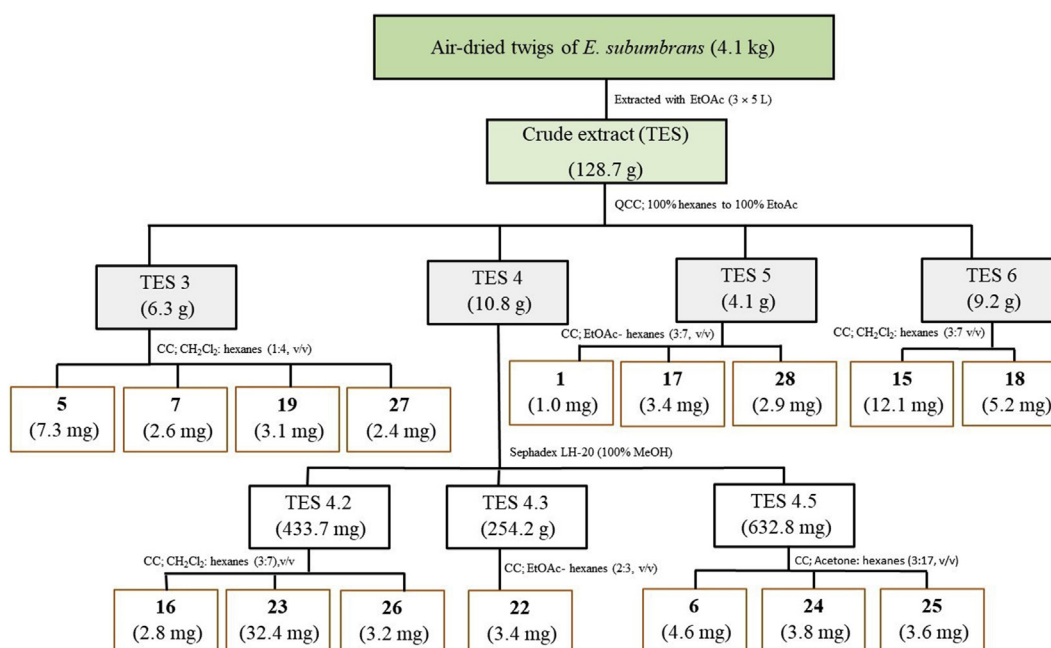 Air-dried twigs of E. subumbrans (4.1 kg)
Extracted with EtOAc (3 × 5 L)
Crude extract (TES)
(128.7 g)
QCC; 100% hexanes to 100% EtoAc
TES 3
(6.3 g)
TES 4
(10.8 g)
TES 5
(4.1 g)
TES 6
(9.2 g)
CC; CH₂Cl₂: hexanes (1:4, v/v)
CC; EtOAc- hexanes (3:7, v/v)
CC; CH₂Cl₂: hexanes (3:7 v/v)
5
(7.3 mg)
7
(2.6 mg)
19
(3.1 mg)
27
(2.4 mg)
1
(1.0 mg)
17
(3.4 mg)
28
(2.9 mg)
15
(12.1 mg)
18
(5.2 mg)
Sephadex LH-20 (100% MeOH)
TES 4.2
(433.7 mg)
TES 4.3
(254.2 g)
TES 4.5
(632.8 mg)
CC; CH₂Cl₂: hexanes (3:7),v/v)
CC; EtOAc- hexanes (2:3, v/v)
CC; Acetone: hexanes (3:17, v/v)
16
(2.8 mg)
23
(32.4 mg)
26
(3.2 mg)
22
(3.4 mg)
6
(4.6 mg)
24
(3.8 mg)
25
(3.6 mg)